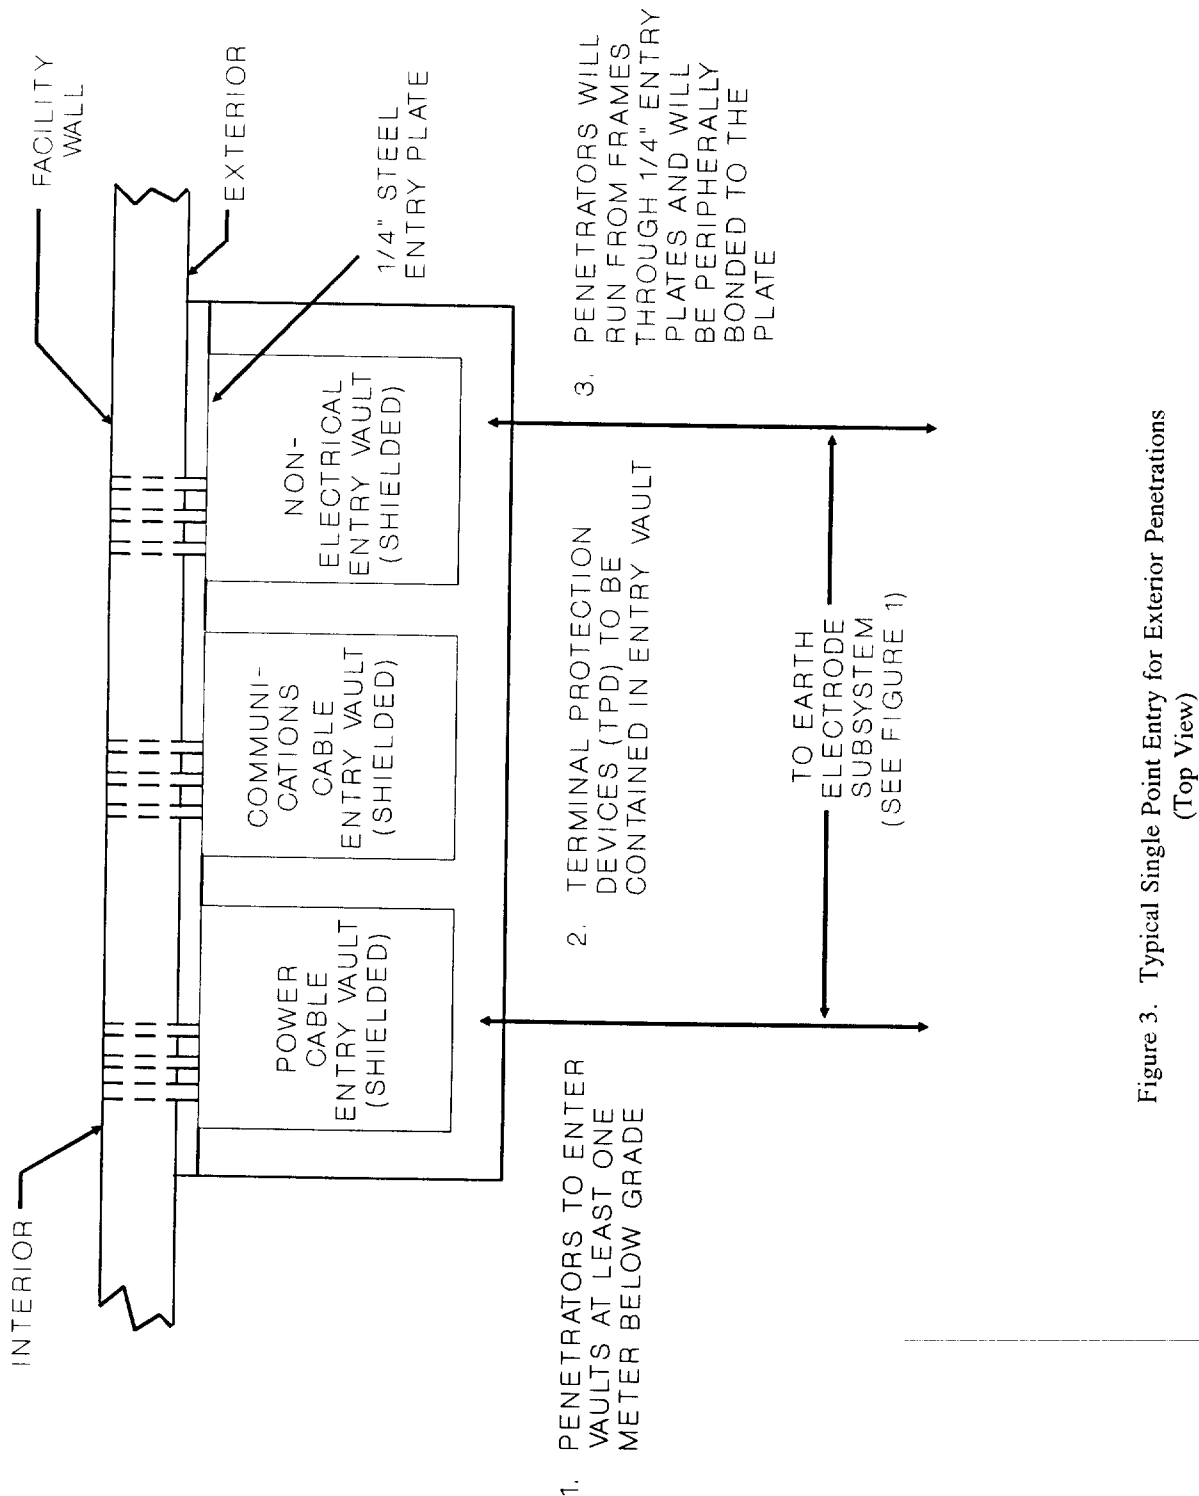 INTERIOR
FACILITY
WALL
EXTERIOR
1/4" STEEL
ENTRY PLATE
POWER
CABLE
ENTRY VAULT
(SHIELDED)
COMMUNI-
CATIONS
CABLE
ENTRY VAULT
(SHIELDED)
NON-
ELECTRICAL
ENTRY VAULT
(SHIELDED)
1. PENETRATORS TO ENTER
VAULTS AT LEAST ONE
METER BELOW GRADE
2. TERMINAL PROTECTION
DEVICES (TPD) TO BE
CONTAINED IN ENTRY VAULT
3. PENETRATORS WILL
RUN FROM FRAMES
THROUGH 1/4" ENTRY
PLATES AND WILL
BE PERIPHERALLY
BONDED TO THE
PLATE
TO EARTH
ELECTRODE
SUBSYSTEM
(SEE FIGURE 1)
Figure 3. Typical Single Point Entry for Exterior Penetrations
(Top View)